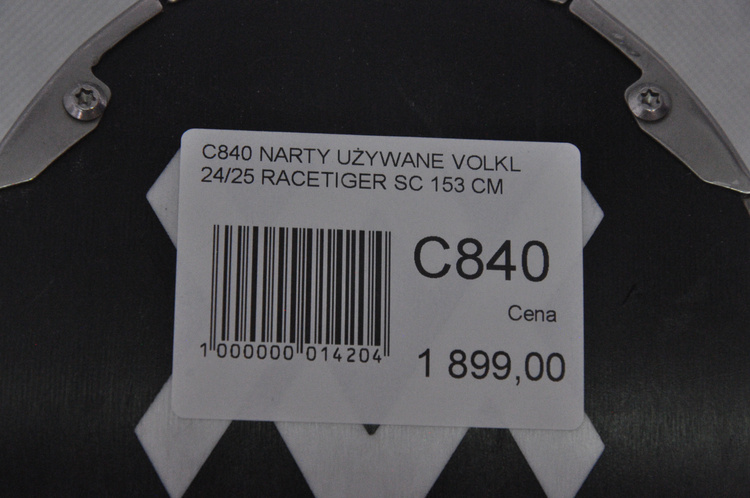 C840 NARTY UŻYWANE VOLKL
24/25 RACETIGER SC 153 CM
C840
Cena
1 899,00
1 000000 014204